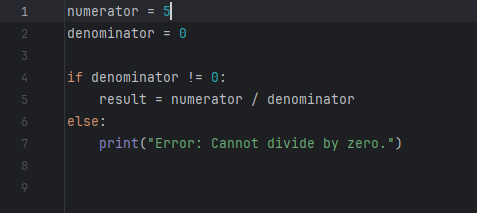 1 numerator = 5
2 denominator = 0
3
4 if denominator != 0:
5     result = numerator / denominator
6 else:
7     print("Error: Cannot divide by zero.")
8
9